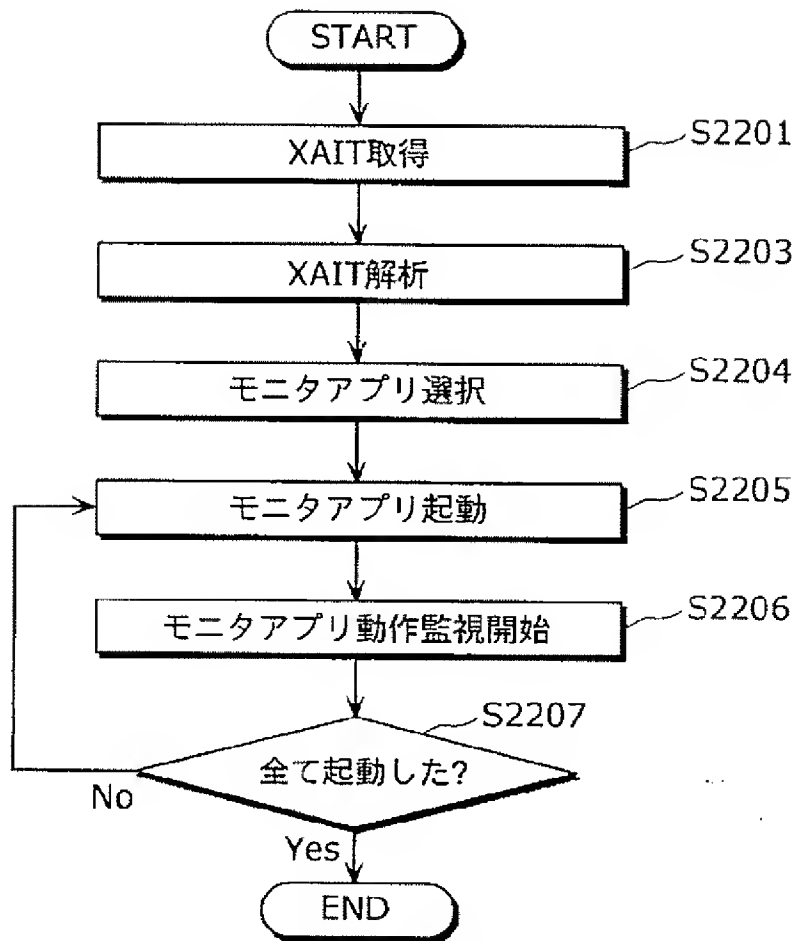 START
XAIT取得
S2201
XAIT解析
S2203
モニタアプリ選択
S2204
モニタアプリ起動
S2205
モニタアプリ動作監視開始
S2206
S2207
全て起動した?
No
Yes
END